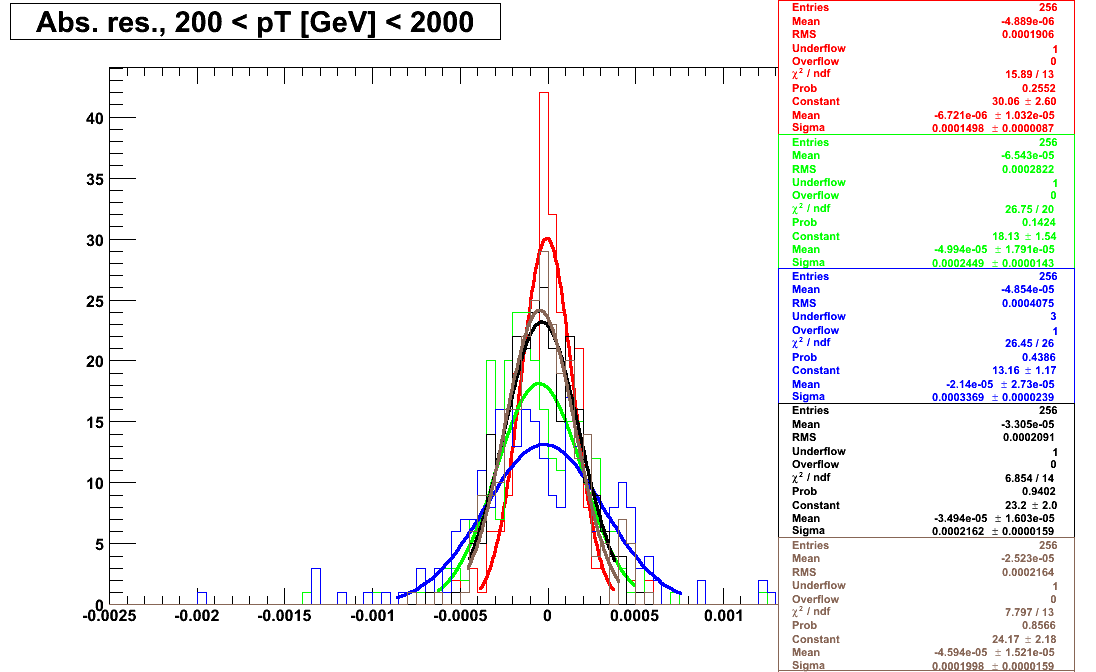 Abs. res., 200 < pT [GeV] < 2000
Entries 256
Mean -4.889e-06
RMS 0.0001906
Underflow 1
Overflow 0
χ² / ndf 15.89 / 13
Prob 0.2552
Constant 30.06 ± 2.60
Mean -6.721e-06 ± 1.032e-05
Sigma 0.0001498 ± 0.0000087
Entries 256
Mean -6.543e-05
RMS 0.0002822
Underflow 1
Overflow 0
χ² / ndf 26.75 / 20
Prob 0.1424
Constant 18.13 ± 1.54
Mean -4.994e-05 ± 1.791e-05
Sigma 0.0002449 ± 0.0000143
Entries 256
Mean -4.854e-05
RMS 0.0004075
Underflow 3
Overflow 1
χ² / ndf 26.45 / 26
Prob 0.4386
Constant 13.16 ± 1.17
Mean -2.14e-05 ± 2.73e-05
Sigma 0.0003369 ± 0.0000239
Entries 256
Mean -3.305e-05
RMS 0.0002091
Underflow 1
Overflow 0
χ² / ndf 6.854 / 14
Prob 0.9402
Constant 23.2 ± 2.0
Mean -3.494e-05 ± 1.603e-05
Sigma 0.0002162 ± 0.0000159
Entries 256
Mean -2.523e-05
RMS 0.0002164
Underflow 1
Overflow 0
χ² / ndf 7.797 / 13
Prob 0.8566
Constant 24.17 ± 2.18
Mean -4.594e-05 ± 1.521e-05
Sigma 0.0001998 ± 0.0000159
40
35
30
25
20
15
10
5
0
-0.0025 -0.002 -0.0015 -0.001 -0.0005 0 0.0005 0.001